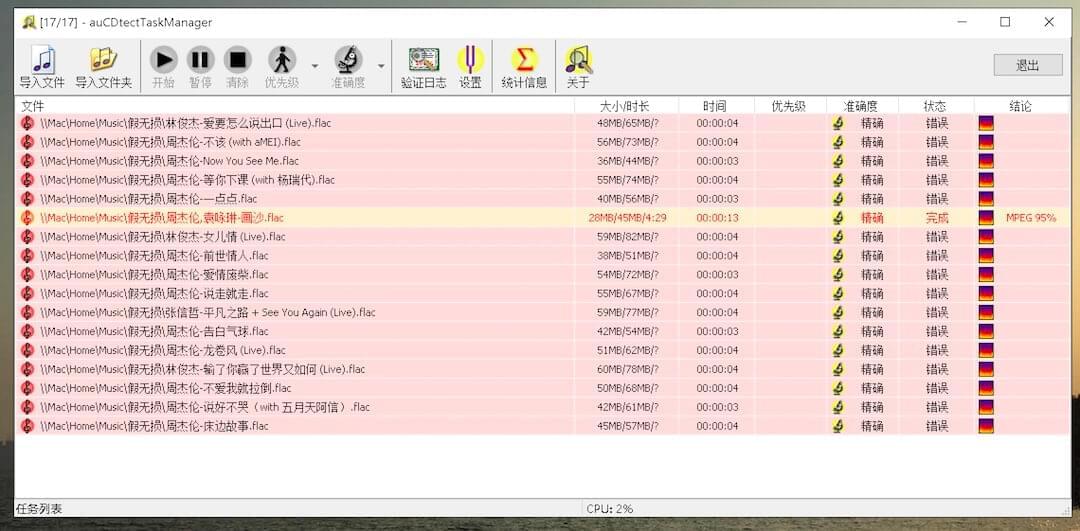 [17/17] - auCDtectTaskManager
导入文件 导入文件夹 开始 暂停 清除 优先级 准确度 验证日志 设置 统计信息 关于 退出
文件 大小/时长 时间 优先级 准确度 状态 结论
\\Mac\Home\Music\假无损\林俊杰-爱要怎么说出口 (Live).flac 48MB/65MB/? 00:00:04 精确 错误
\\Mac\Home\Music\假无损\周杰伦-不该 (with aMEI).flac 56MB/73MB/? 00:00:04 精确 错误
\\Mac\Home\Music\假无损\周杰伦-Now You See Me.flac 36MB/44MB/? 00:00:03 精确 错误
\\Mac\Home\Music\假无损\周杰伦-等你下课 (with 杨瑞代).flac 55MB/74MB/? 00:00:04 精确 错误
\\Mac\Home\Music\假无损\周杰伦-一点点.flac 40MB/56MB/? 00:00:03 精确 错误
\\Mac\Home\Music\假无损\周杰伦,袁咏琳-画沙.flac 28MB/45MB/4:29 00:00:13 精确 完成 MPEG 95%
\\Mac\Home\Music\假无损\林俊杰-女儿情 (Live).flac 59MB/82MB/? 00:00:04 精确 错误
\\Mac\Home\Music\假无损\周杰伦-前世情人.flac 38MB/51MB/? 00:00:04 精确 错误
\\Mac\Home\Music\假无损\周杰伦-爱情废柴.flac 54MB/72MB/? 00:00:03 精确 错误
\\Mac\Home\Music\假无损\周杰伦-说走就走.flac 55MB/67MB/? 00:00:04 精确 错误
\\Mac\Home\Music\假无损\张信哲-平凡之路 + See You Again (Live).flac 59MB/77MB/? 00:00:04 精确 错误
\\Mac\Home\Music\假无损\周杰伦-告白气球.flac 42MB/54MB/? 00:00:03 精确 错误
\\Mac\Home\Music\假无损\周杰伦-龙卷风 (Live).flac 51MB/62MB/? 00:00:04 精确 错误
\\Mac\Home\Music\假无损\林俊杰-输了你赢了世界又如何 (Live).flac 60MB/78MB/? 00:00:04 精确 错误
\\Mac\Home\Music\假无损\周杰伦-不爱我就拉倒.flac 50MB/68MB/? 00:00:04 精确 错误
\\Mac\Home\Music\假无损\周杰伦-说好不哭（with 五月天阿信）.flac 42MB/61MB/? 00:00:03 精确 错误
\\Mac\Home\Music\假无损\周杰伦-床边故事.flac 45MB/57MB/? 00:00:04 精确 错误
任务列表 CPU: 2%